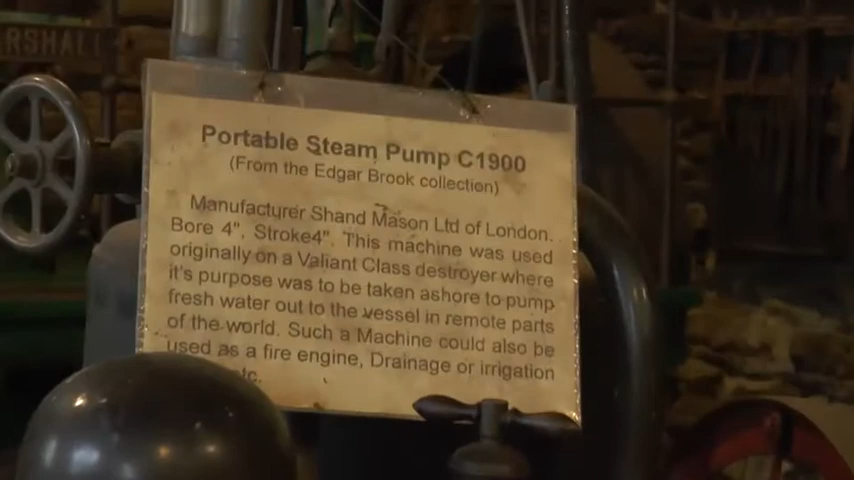 RSHALL
Portable Steam Pump C1900
(From the Edgar Brook collection)
Manufacturer Shand Mason Ltd of London.
Bore 4", Stroke4". This machine was used
originally on a Valiant Class destroyer where
it's purpose was to be taken ashore to pump
fresh water out to the vessel in remote parts
of the world. Such a Machine could also be
used as a fire engine, Drainage or irrigation
etc.